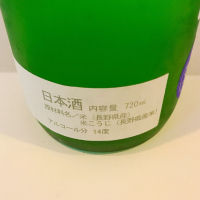 日本酒 内容量 720ml
原材料名／米(長野県産)
米こうじ(長野県産米)
アルコール分 14度